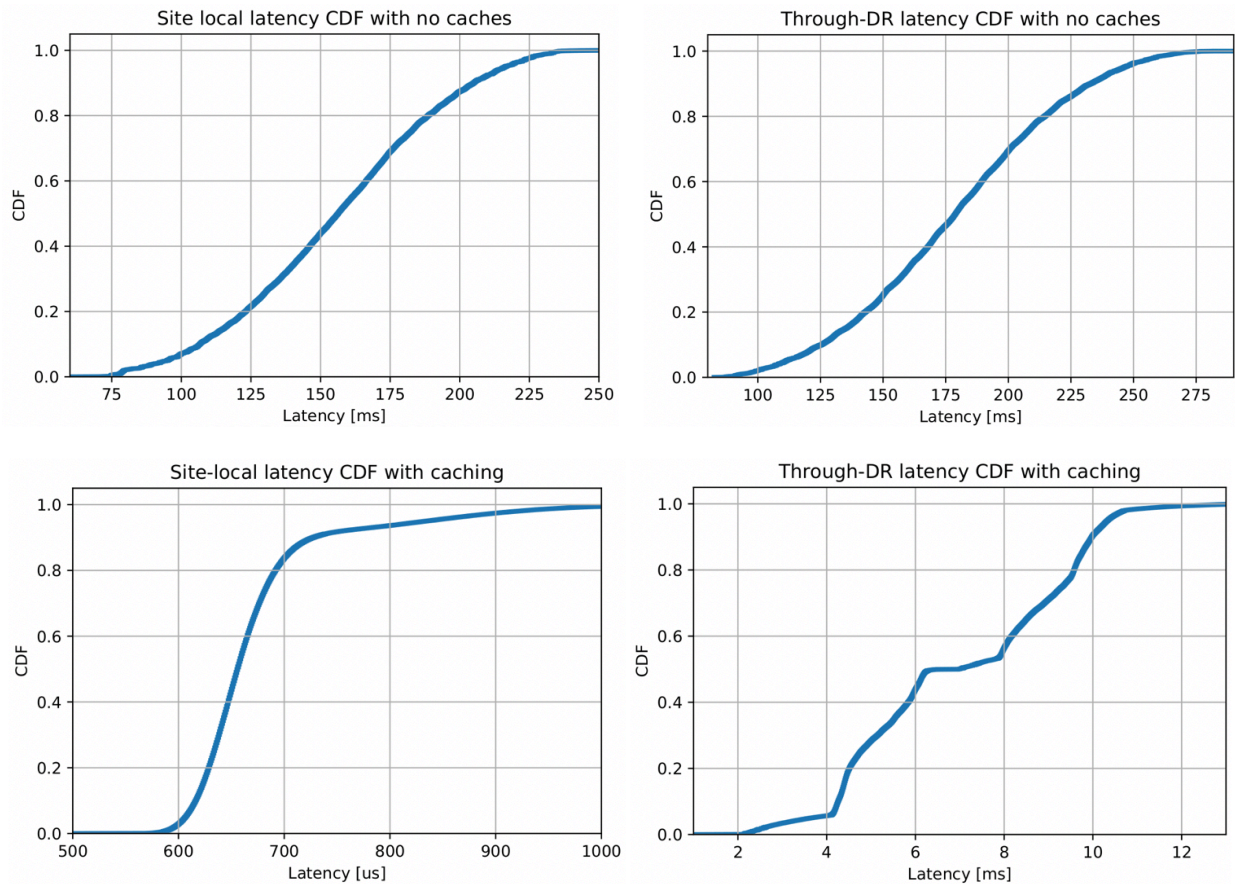 Site local latency CDF with no caches
CDF
1.0
0.8
0.6
0.4
0.2
0.0
75 100 125 150 175 200 225 250
Latency [ms]
Through-DR latency CDF with no caches
CDF
1.0
0.8
0.6
0.4
0.2
0.0
100 125 150 175 200 225 250 275
Latency [ms]
Site-local latency CDF with caching
CDF
1.0
0.8
0.6
0.4
0.2
0.0
500 600 700 800 900 1000
Latency [us]
Through-DR latency CDF with caching
CDF
1.0
0.8
0.6
0.4
0.2
0.0
2 4 6 8 10 12
Latency [ms]